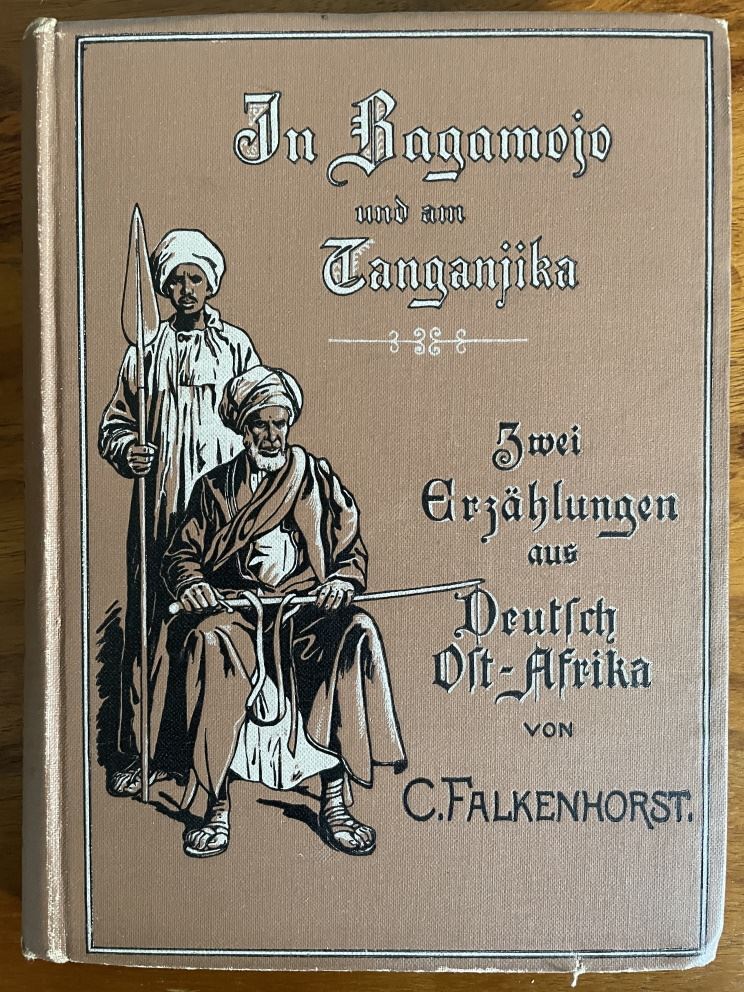 In Bagamojo
und am
Tanganjika
Zwei
Erzählungen
aus
Deutſch
Oſt-Afrika
VON
C. FALKENHORST.